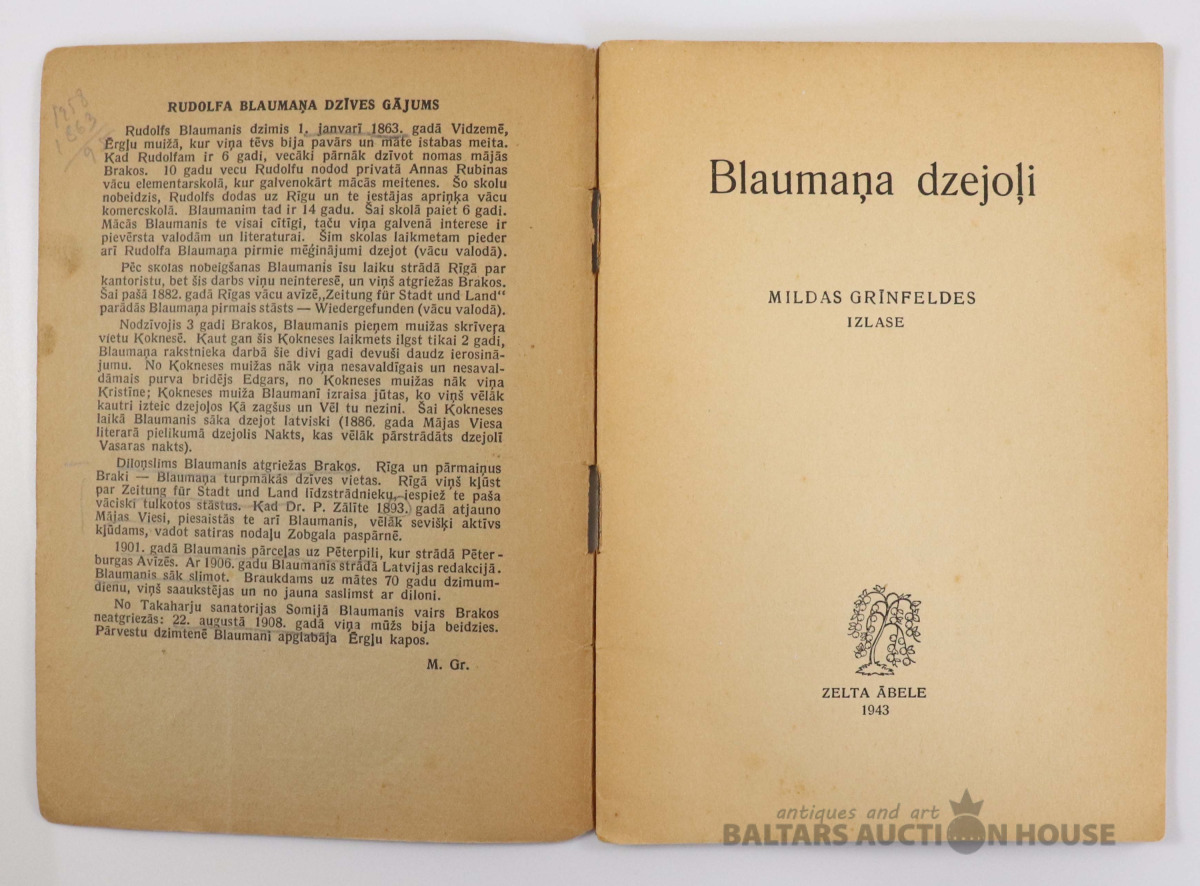 1958
1863
95
RUDOLFA BLAUMAŅA DZĪVES GĀJUMS
Rudolfs Blaumanis dzimis 1. janvarī 1863. gadā Vidzemē,
Ērgļu muižā, kur viņa tēvs bija pavārs un māte istabas meita.
Kad Rudolfam ir 6 gadi, vecāki pārnāk dzīvot nomas mājās
Brakos. 10 gadu vecu Rudolfu nodod privatā Annas Rubinas
vācu elementarskolā, kur galvenokārt mācās meitenes. Šo skolu
nobeidzis, Rudolfs dodas uz Rīgu un te iestājas apriņķa vācu
komercskolā. Blaumanim tad ir 14 gadu. Šai skolā paiet 6 gadi.
Mācās Blaumanis te visai cītīgi, taču viņa galvenā interese ir
pievērsta valodām un literaturai. Šim skolas laikmetam pieder
arī Rudolfa Blaumaņa pirmie mēģinājumi dzejot (vācu valodā).
Pēc skolas nobeigšanas Blaumanis īsu laiku strādā Rīgā par
kantoristu, bet šis darbs viņu neinteresē, un viņš atgriežas Brakos.
Šai pašā 1882. gadā Rīgas vācu avīzē„Zeitung für Stadt und Land“
parādās Blaumaņa pirmais stāsts — Wiedergefunden (vācu valodā).
Nodzīvojis 3 gadi Brakos, Blaumanis pieņem muižas skrīveŗa
vietu Koknesē. Kaut gan šis Kokneses laikmets ilgst tikai 2 gadi,
Blaumaņa rakstnieka darbā šie divi gadi devuši daudz ierosinā-
jumu. No Kokneses muižas nāk viņa nesavaldīgais un nesaval-
dāmais purva bridējs Edgars, no Kokneses muižas nāk viņa
Kristīne; Kokneses muiža Blaumanī izraisa jūtas, ko viņš vēlāk
kautri izteic dzejoļos Kā zagšus un Vēl tu nezini. Šai Kokneses
laikā Blaumanis sāka dzejot latviski (1886. gada Mājas Viesa
literarā pielikumā dzejolis Nakts, kas vēlāk pārstrādāts dzejolī
Vasaras nakts).
Diloņslims Blaumanis atgriežas Brakos. Rīga un pārmaiņus
Braki — Blaumaņa turpmākās dzīves vietas. Rīgā viņš kļūst
par Zeitung für Stadt und Land līdzstrādnieku, iespiež te paša
vāciski tulkotos stāstus. Kad Dr. P. Zālīte 1893. gadā atjauno
Mājas Viesi, piesaistās te arī Blaumanis, vēlāk sevišķi aktīvs
kļūdams, vadot satiras nodaļu Zobgala paspārnē.
1901. gadā Blaumanis pārceļas uz Pēterpili, kur strādā Pēter-
burgas Avīzēs. Ar 1906. gadu Blaumanis strādā Latvijas redakcijā.
Blaumanis sāk slimot. Braukdams uz mātes 70 gadu dzimum-
dienu, viņš saaukstējas un no jauna saslimst ar diloni.
No Takaharju sanatorijas Somijā Blaumanis vairs Brakos
neatgriezās: 22. augustā 1908. gadā viņa mūžs bija beidzies.
Pārvestu dzimtenē Blaumani apglabāja Ērgļu kapos.
M. Gr.
Blaumaņa dzejoļi
MILDAS GRĪNFELDES
IZLASE
ZELTA ĀBELE
1943
antiques and art
BALTARS AUCTION HOUSE